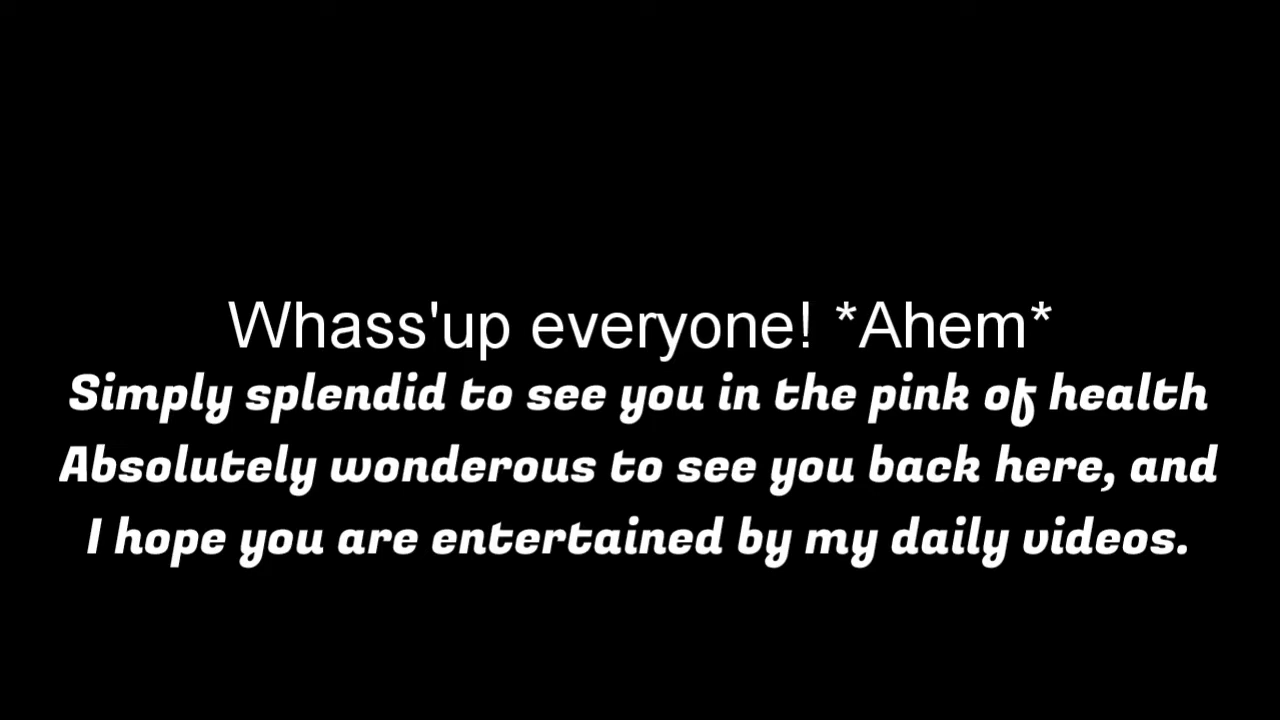 Whass'up everyone! *Ahem*
Simply splendid to see you in the pink of health
Absolutely wonderous to see you back here, and
I hope you are entertained by my daily videos.